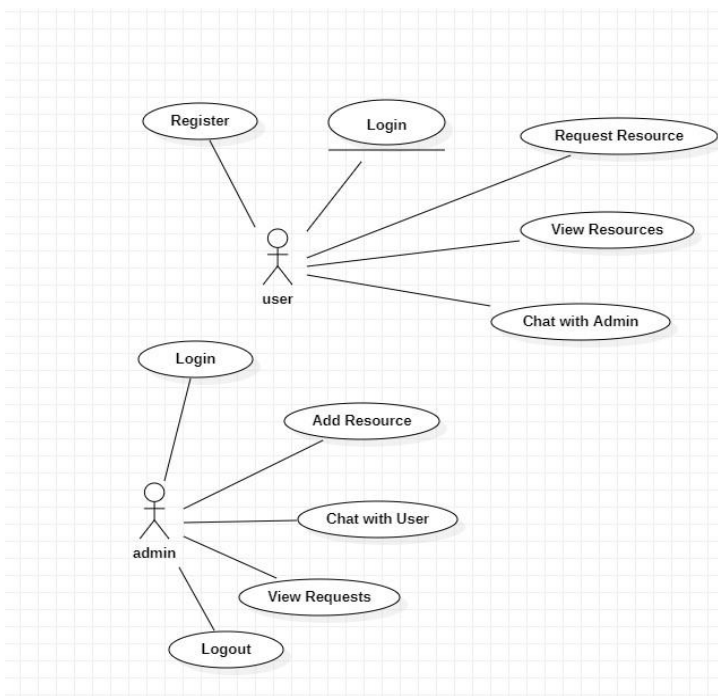 Register
Login
Request Resource
View Resources
user
Chat with Admin
Login
Add Resource
Chat with User
admin
View Requests
Logout